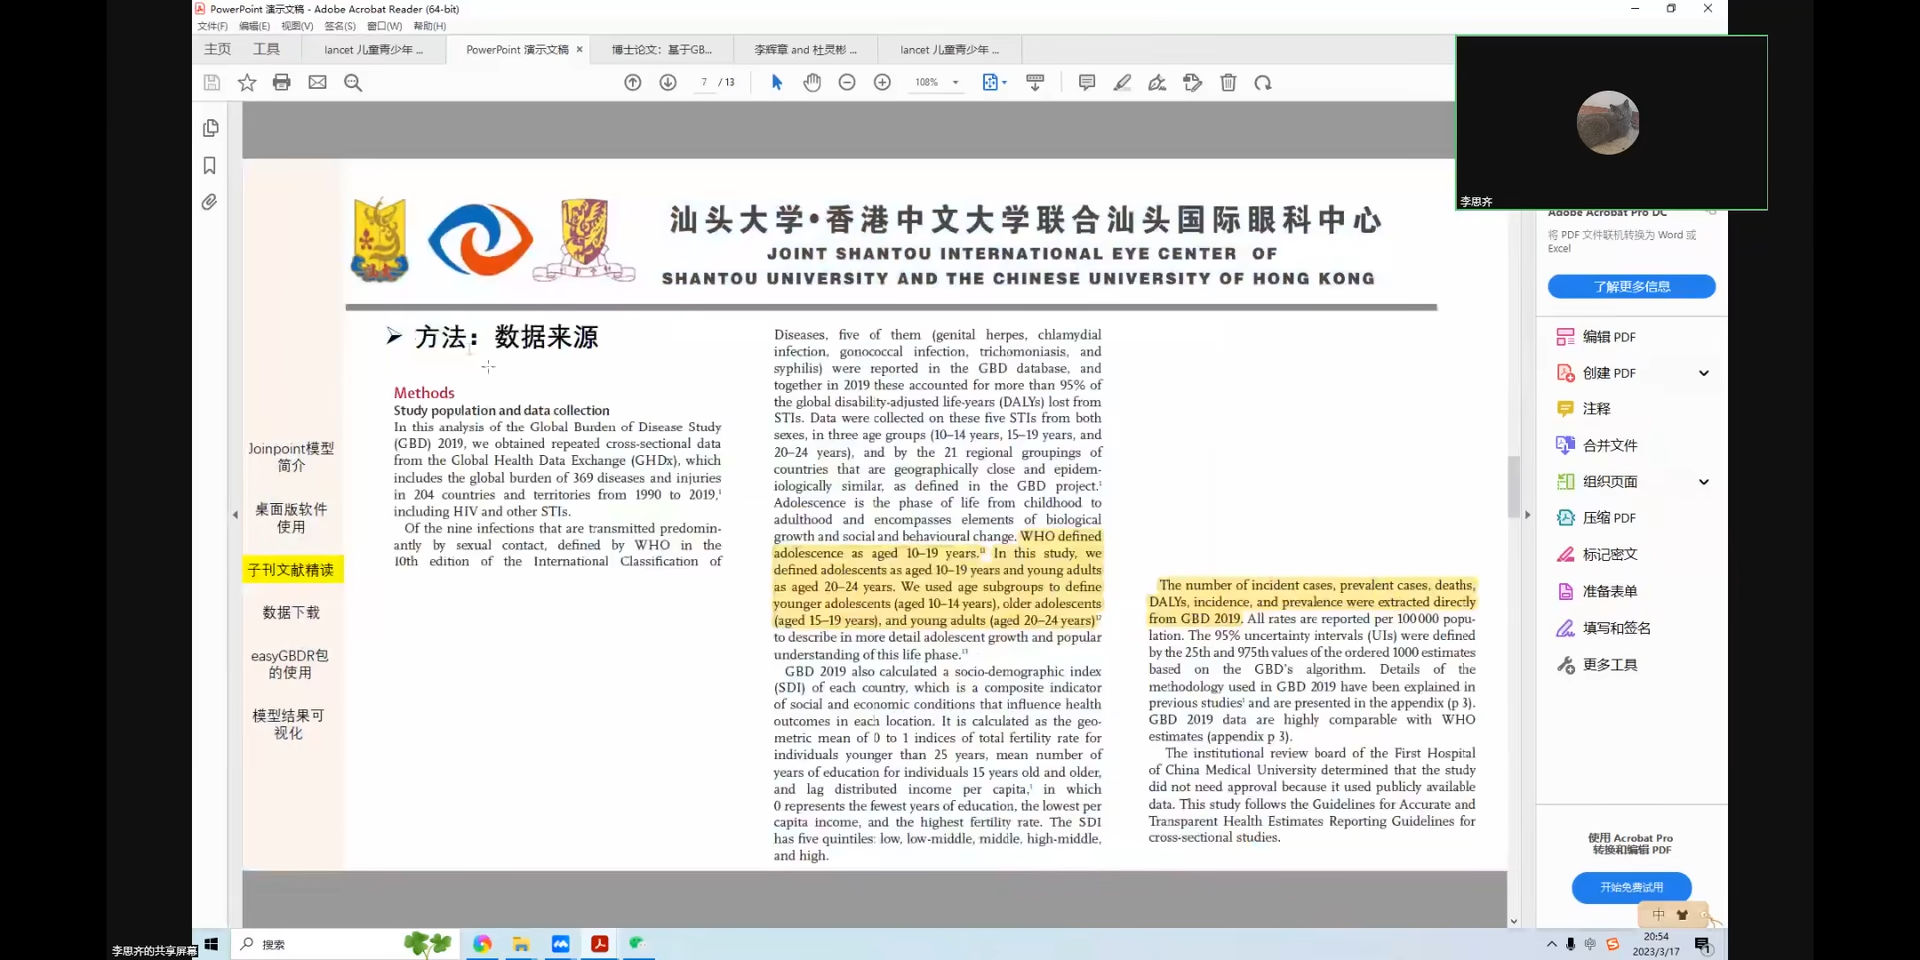 PowerPoint 演示文稿 - Adobe Acrobat Reader (64-bit)
文件(F) 编辑(E) 视图(V) 签名(S) 窗口(W) 帮助(H)
主页 工具 lancet 儿童青少年 ... PowerPoint 演示文稿 × 博士论文：基于GB... 李辉章 and 杜灵彬 ... lancet 儿童青少年 ...
7 / 13 108%
李思齐
Adobe Acrobat Pro DC
将 PDF 文件联机转换为 Word 或
Excel
了解更多信息
编辑 PDF
创建 PDF
注释
合并文件
组织页面
压缩 PDF
标记密文
准备表单
填写和签名
更多工具
使用 Acrobat Pro
转换和编辑 PDF
开始免费试用
汕头大学•香港中文大学联合汕头国际眼科中心
JOINT SHANTOU INTERNATIONAL EYE CENTER OF
SHANTOU UNIVERSITY AND THE CHINESE UNIVERSITY OF HONG KONG
Joinpoint模型
简介
桌面版软件
使用
子刊文献精读
数据下载
easyGBDR包
的使用
模型结果可
视化
➢ 方法：数据来源
Methods
Study population and data collection
In this analysis of the Global Burden of Disease Study
(GBD) 2019, we obtained repeated cross-sectional data
from the Global Health Data Exchange (GHDx), which
includes the global burden of 369 diseases and injuries
in 204 countries and territories from 1990 to 2019,¹
including HIV and other STIs.
Of the nine infections that are transmitted predomin-
antly by sexual contact, defined by WHO in the
10th edition of the International Classification of
Diseases, five of them (genital herpes, chlamydial
infection, gonococcal infection, trichomoniasis, and
syphilis) were reported in the GBD database, and
together in 2019 these accounted for more than 95% of
the global disability-adjusted life-years (DALYs) lost from
STIs. Data were collected on these five STIs from both
sexes, in three age groups (10–14 years, 15–19 years, and
20–24 years), and by the 21 regional groupings of
countries that are geographically close and epidem-
iologically similar, as defined in the GBD project.¹
Adolescence is the phase of life from childhood to
adulthood and encompasses elements of biological
growth and social and behavioural change. WHO defined
adolescence as aged 10–19 years.¹¹ In this study, we
defined adolescents as aged 10–19 years and young adults
as aged 20–24 years. We used age subgroups to define
younger adolescents (aged 10–14 years), older adolescents
(aged 15–19 years), and young adults (aged 20–24 years)¹²
to describe in more detail adolescent growth and popular
understanding of this life phase.¹³
GBD 2019 also calculated a socio-demographic index
(SDI) of each country, which is a composite indicator
of social and economic conditions that influence health
outcomes in each location. It is calculated as the geo-
metric mean of 0 to 1 indices of total fertility rate for
individuals younger than 25 years, mean number of
years of education for individuals 15 years old and older,
and lag distributed income per capita,¹ in which
0 represents the fewest years of education, the lowest per
capita income, and the highest fertility rate. The SDI
has five quintiles: low, low-middle, middle, high-middle,
and high.
The number of incident cases, prevalent cases, deaths,
DALYs, incidence, and prevalence were extracted directly
from GBD 2019. All rates are reported per 100 000 popu-
lation. The 95% uncertainty intervals (UIs) were defined
by the 25th and 975th values of the ordered 1000 estimates
based on the GBD's algorithm. Details of the
methodology used in GBD 2019 have been explained in
previous studies¹ and are presented in the appendix (p 3).
GBD 2019 data are highly comparable with WHO
estimates (appendix p 3).
The institutional review board of the First Hospital
of China Medical University determined that the study
did not need approval because it used publicly available
data. This study follows the Guidelines for Accurate and
Transparent Health Estimates Reporting Guidelines for
cross-sectional studies.
中
李思齐的共享屏幕
搜索
中
20:54
2023/3/17